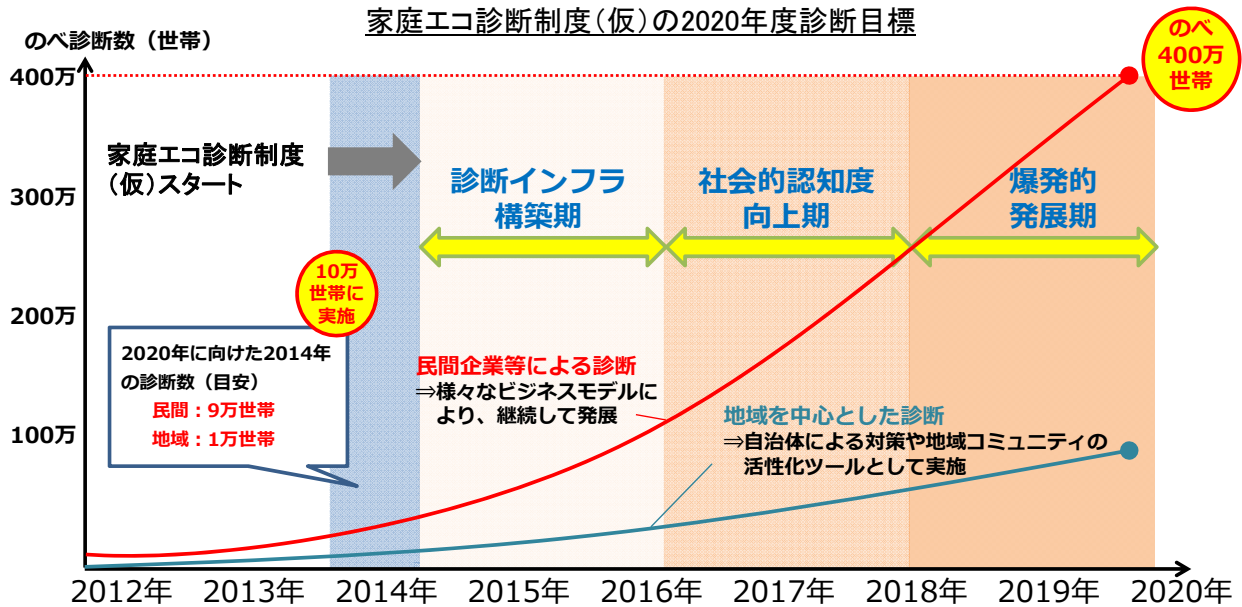 家庭エコ診断制度(仮)の2020年度診断目標
のべ診断数（世帯）
のべ
400万
世帯
400万
300万
200万
100万
家庭エコ診断制度
(仮)スタート
診断インフラ
構築期
社会的認知度
向上期
爆発的
発展期
10万
世帯に
実施
2020年に向けた2014年
の診断数（目安）
民間：9万世帯
地域：1万世帯
民間企業等による診断
⇒様々なビジネスモデルに
より、継続して発展
地域を中心とした診断
⇒自治体による対策や地域コミュニティの
活性化ツールとして実施
2012年 2013年 2014年 2015年 2016年 2017年 2018年 2019年 2020年